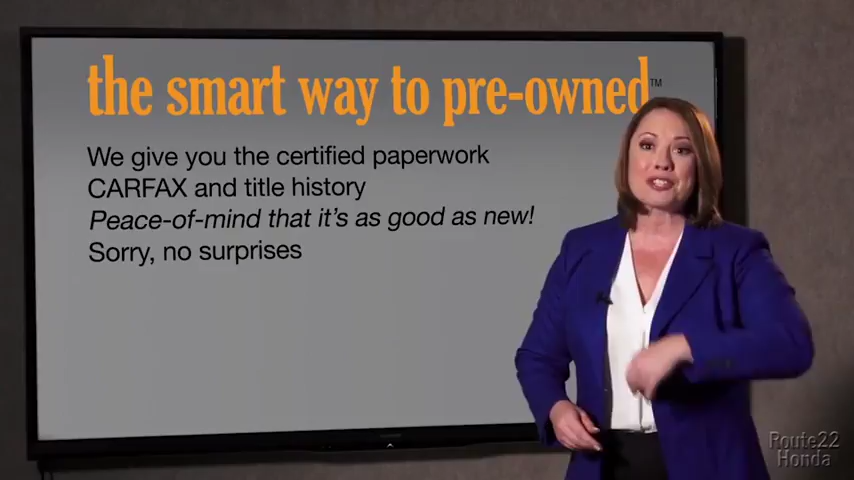 the smart way to pre-owned™
We give you the certified paperwork
CARFAX and title history
Peace-of-mind that it's as good as new!
Sorry, no surprises
Route22
Honda